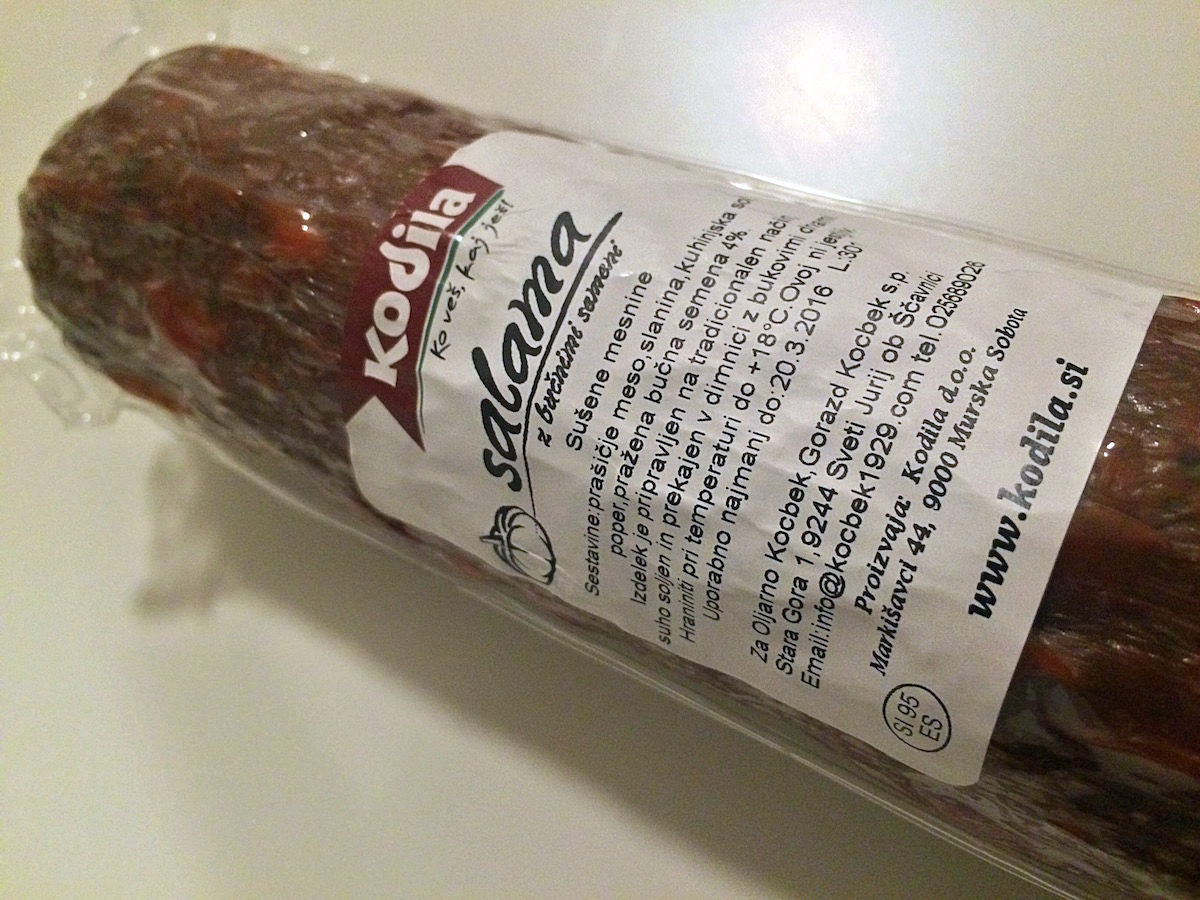 Kodila
Ko veš, kaj ješ!
salama
z bučnimi semeni
Sušene mesnine
Sestavine:prašičje meso,slanina,kuhinjska so
poper,pražena bučna semena 4%.
Izdelek je pripravljen na tradicionalen način,
suho soljen in prekajen v dimnici z bukovimi
Hraniniti pri temperaturi do +18°C.Ovoj ni
Uporabno najmanj do:20.3.2016 L:30
Za Oljarno Kocbek,Gorazd Kocbek s.p.
Stara Gora 1,9244 Sveti Jurij ob Ščavnici
Email:info@kocbek1929.com tel.025689028
Proizvaja: Kodila d.o.o.
Markišavci 44, 9000 Murska Sobota
www.kodila.si
SI 95
ES